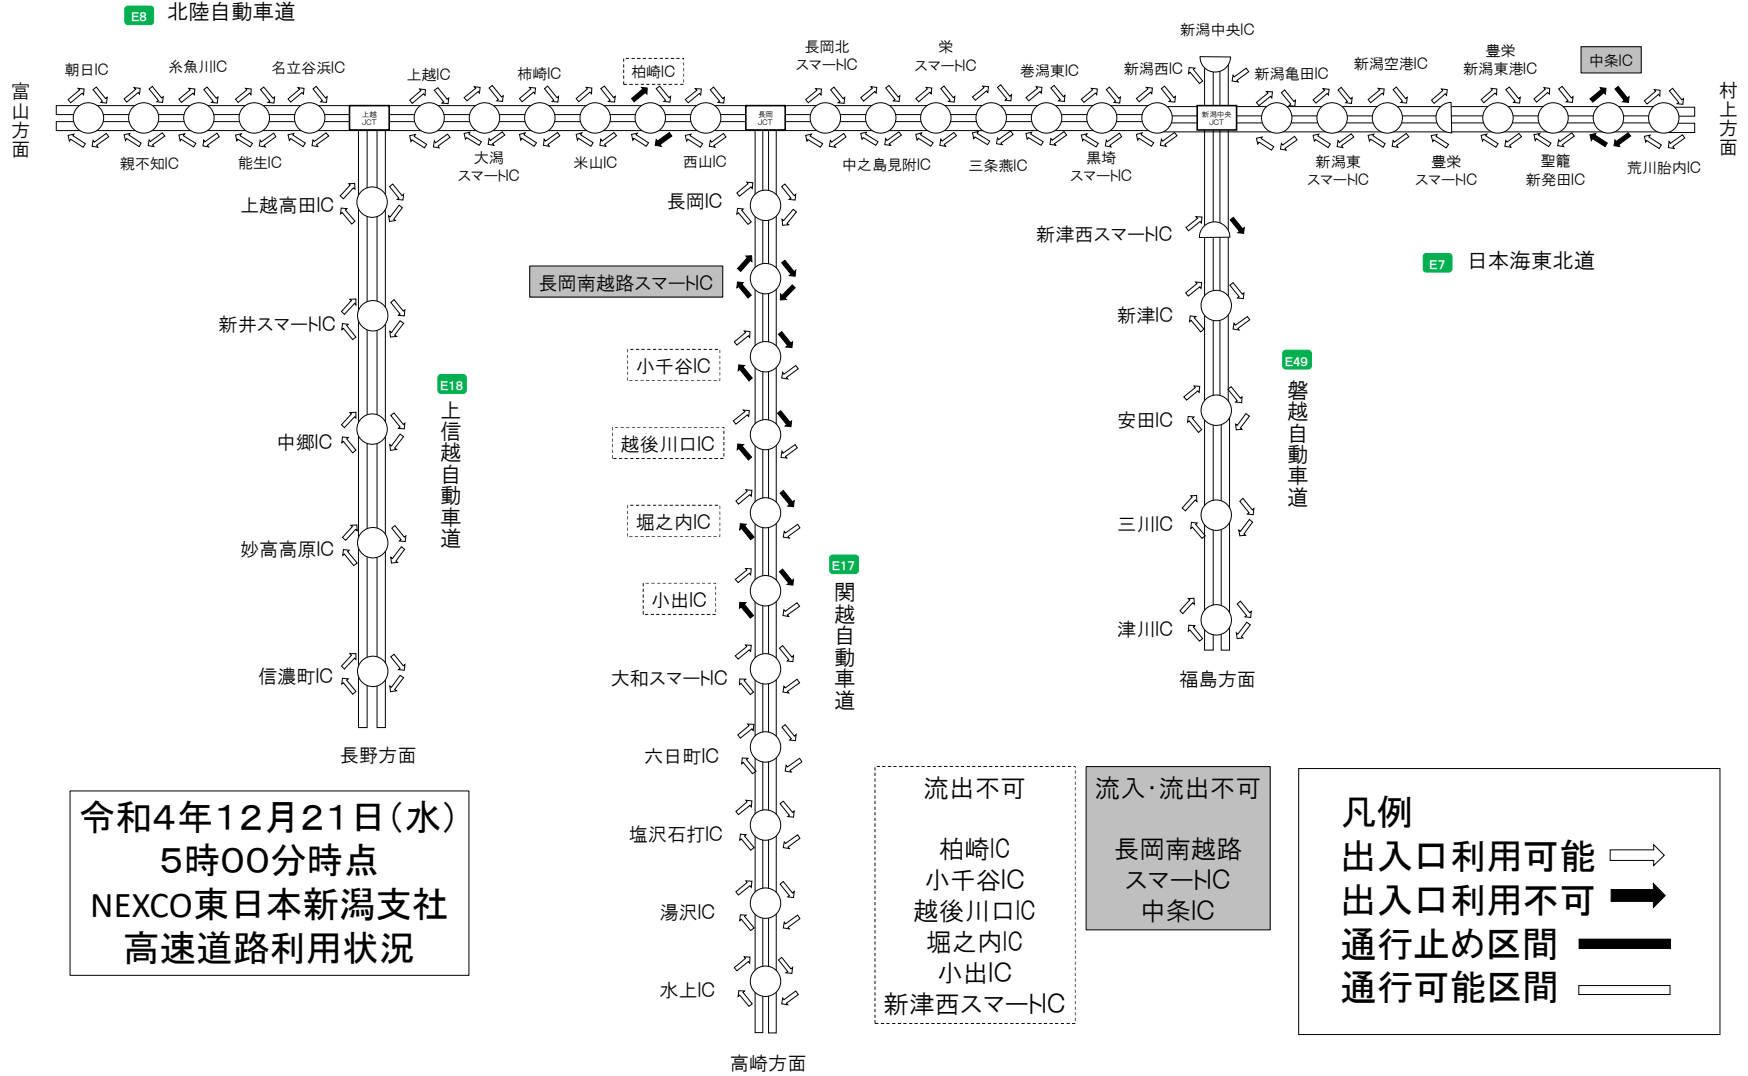 E8 北陸自動車道
富山方面
朝日IC
親不知IC
糸魚川IC
能生IC
名立谷浜IC
上越
JCT
上越IC
大潟
スマートIC
柿崎IC
米山IC
柏崎IC
西山IC
長岡
JCT
長岡北
スマートIC
中之島見附IC
栄
スマートIC
三条燕IC
巻潟東IC
黒埼
スマートIC
新潟西IC
新潟中央IC
新潟中央
JCT
新潟亀田IC
新潟東
スマートIC
新潟空港IC
豊栄
スマートIC
豊栄
新潟東港IC
聖籠
新発田IC
中条IC
荒川胎内IC
村上方面
E7 日本海東北道
上越高田IC
新井スマートIC
中郷IC
妙高高原IC
信濃町IC
長野方面
E18
上信越自動車道
長岡IC
長岡南越路スマートIC
小千谷IC
越後川口IC
堀之内IC
小出IC
大和スマートIC
六日町IC
塩沢石打IC
湯沢IC
水上IC
高崎方面
E17
関越自動車道
新津西スマートIC
新津IC
安田IC
三川IC
津川IC
福島方面
E49
磐越自動車道
令和4年12月21日(水)
5時00分時点
NEXCO東日本新潟支社
高速道路利用状況
流出不可
柏崎IC
小千谷IC
越後川口IC
堀之内IC
小出IC
新津西スマートIC
流入・流出不可
長岡南越路
スマートIC
中条IC
凡例
出入口利用可能
出入口利用不可
通行止め区間
通行可能区間